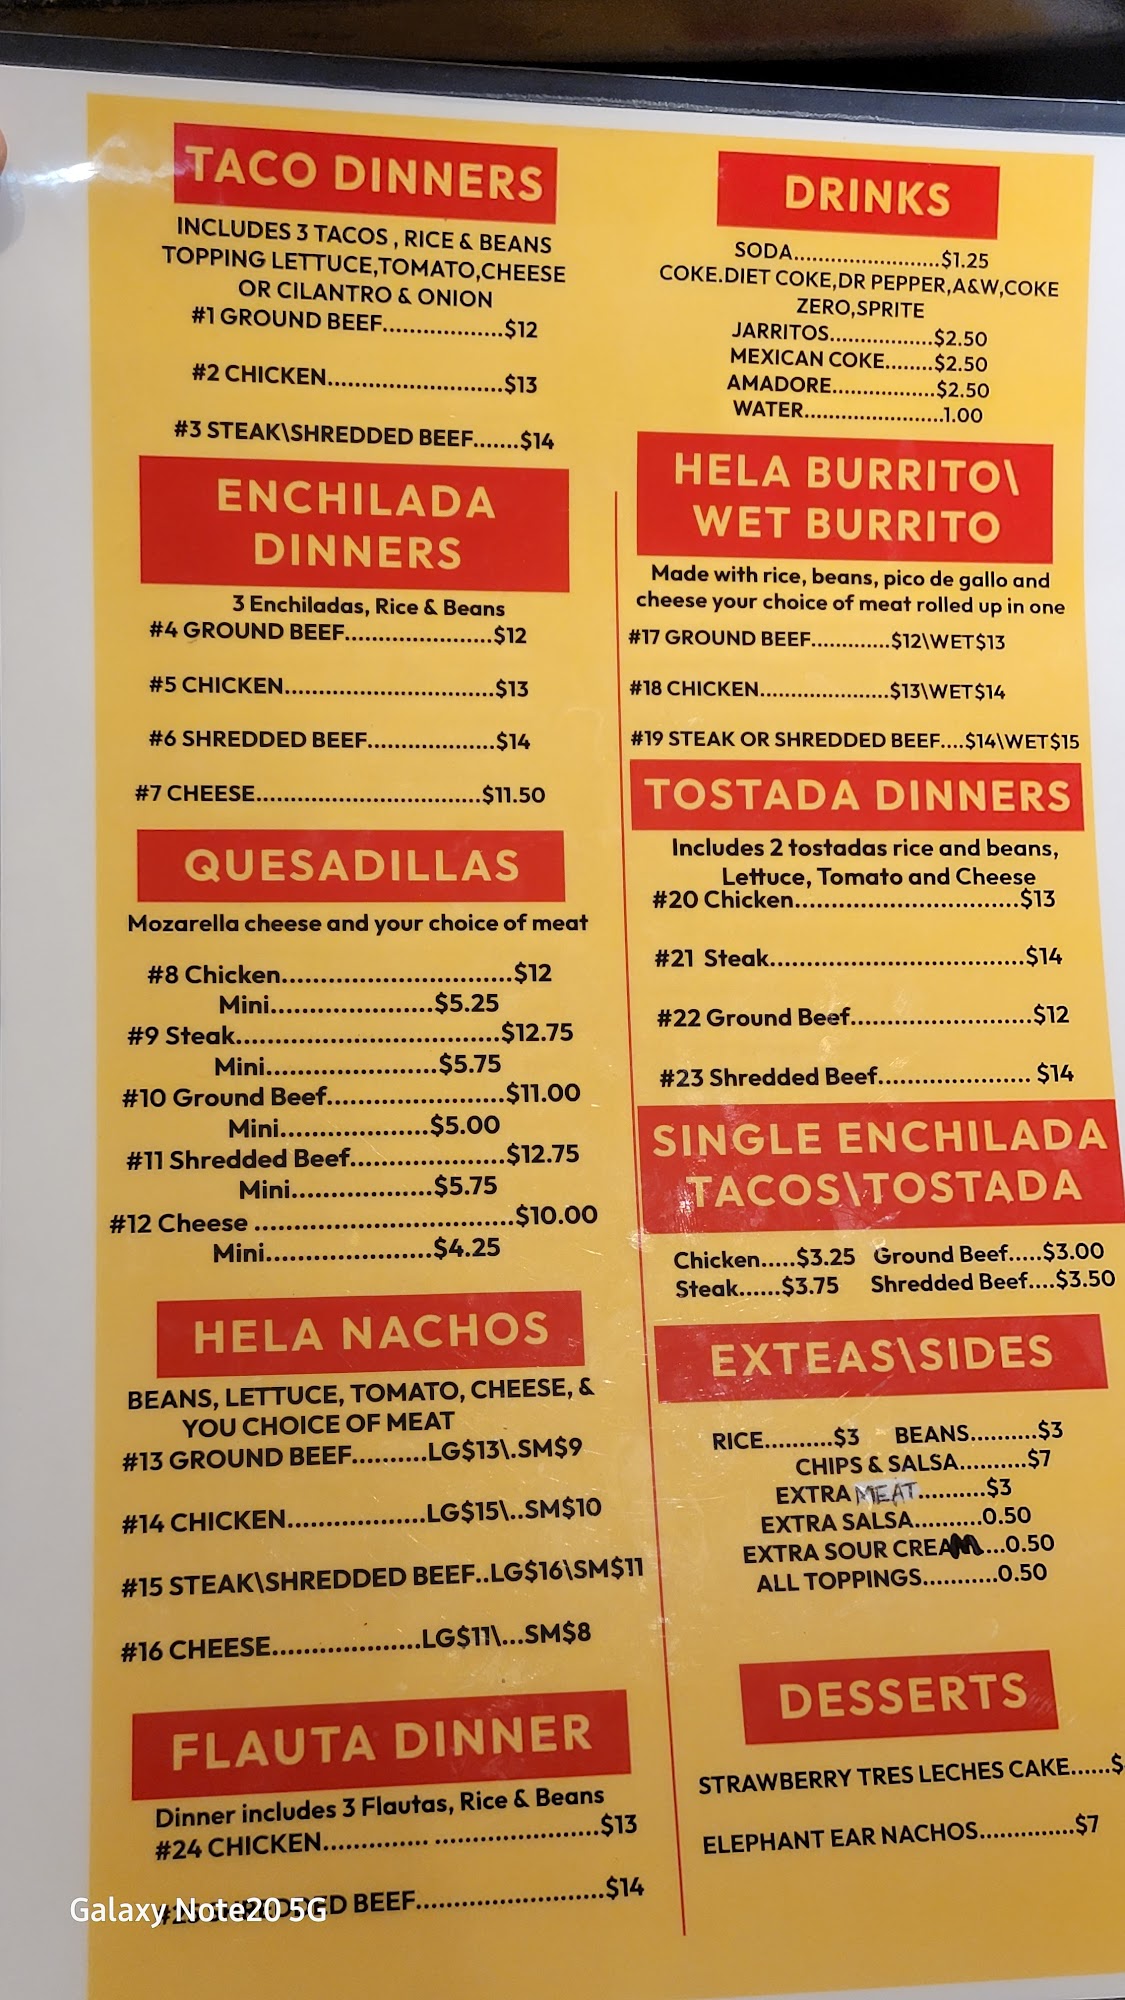 TACO DINNERS
INCLUDES 3 TACOS , RICE & BEANS
TOPPING LETTUCE,TOMATO,CHEESE
OR CILANTRO & ONION
#1 GROUND BEEF..................$12
#2 CHICKEN..........................$13
#3 STEAK\SHREDDED BEEF.......$14
ENCHILADA
DINNERS
3 Enchiladas, Rice & Beans
#4 GROUND BEEF......................$12
#5 CHICKEN...............................$13
#6 SHREDDED BEEF...................$14
#7 CHEESE.................................$11.50
QUESADILLAS
Mozarella cheese and your choice of meat
#8 Chicken..................................$12
Mini........................$5.25
#9 Steak.......................................$12.75
Mini.........................$5.75
#10 Ground Beef..........................$11.00
Mini......................$5.00
#11 Shredded Beef.......................$12.75
Mini.....................$5.75
#12 Cheese ......................................$10.00
Mini.........................$4.25
HELA NACHOS
BEANS, LETTUCE, TOMATO, CHEESE, &
YOU CHOICE OF MEAT
#13 GROUND BEEF..........LG$13\.SM$9
#14 CHICKEN....................LG$15\..SM$10
#15 STEAK\SHREDDED BEEF..LG$16\SM$11
#16 CHEESE.....................LG$11\...SM$8
FLAUTA DINNER
Dinner includes 3 Flautas, Rice & Beans
#24 CHICKEN.............. .......................$13
BEEF...........................$14
DRINKS
SODA.......................$1.25
COKE.DIET COKE,DR PEPPER,A&W,COKE
ZERO,SPRITE
JARRITOS.................$2.50
MEXICAN COKE........$2.50
AMADORE.................$2.50
WATER.......................1.00
HELA BURRITO\
WET BURRITO
Made with rice, beans, pico de gallo and
cheese your choice of meat rolled up in one
#17 GROUND BEEF.............$12\WET$13
#18 CHICKEN.....................$13\WET$14
#19 STEAK OR SHREDDED BEEF....$14\WET$15
TOSTADA DINNERS
Includes 2 tostadas rice and beans,
Lettuce, Tomato and Cheese
#20 Chicken.................................$13
#21 Steak.....................................$14
#22 Ground Beef..........................$12
#23 Shredded Beef...................... $14
SINGLE ENCHILADA
TACOS\TOSTADA
Chicken.....$3.25 Ground Beef.....$3.00
Steak......$3.75 Shredded Beef....$3.50
EXTEAS\SIDES
RICE..........$3 BEANS..........$3
CHIPS & SALSA..........$7
EXTRA MEAT..........$3
EXTRA SALSA..........0.50
EXTRA SOUR CREAM...0.50
ALL TOPPINGS...........0.50
DESSERTS
STRAWBERRY TRES LECHES CAKE......$
ELEPHANT EAR NACHOS..............$7
Galaxy Note20 5G